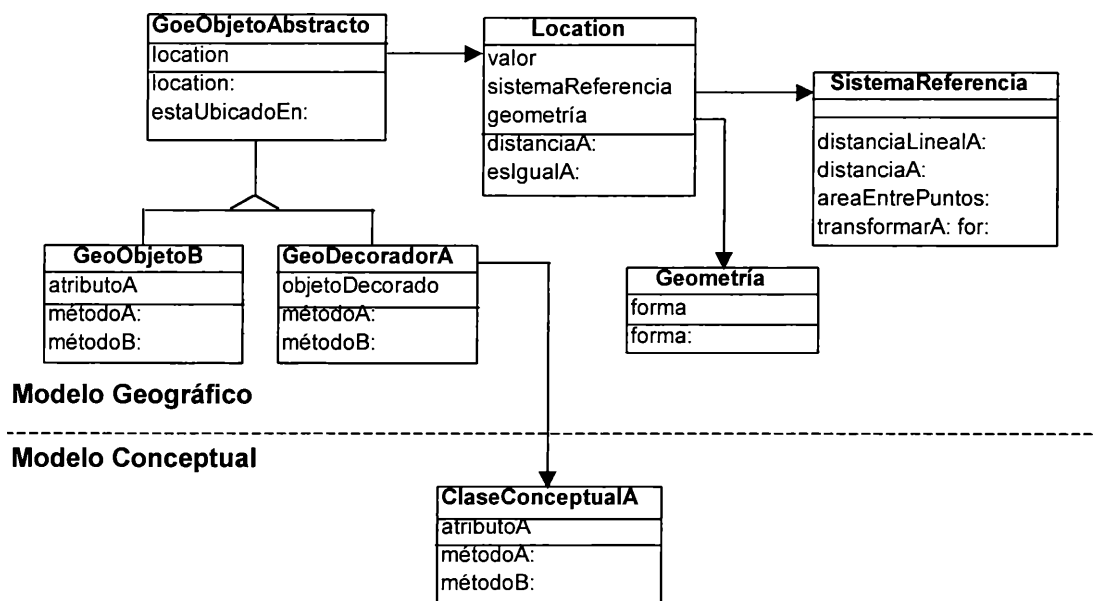 GoeObjetoAbstracto
location
location:
estaUbicadoEn:
Location
valor
sistemaReferencia
geometría
distanciaA:
esIgualA:
SistemaReferencia
distanciaLinealA:
distanciaA:
areaEntrePuntos:
transformarA: for:
GeoObjetoB
atributoA
métodoA:
métodoB:
GeoDecoradorA
objetoDecorado
métodoA:
métodoB:
Geometría
forma
forma:
Modelo Geográfico
Modelo Conceptual
ClaseConceptualA
atributoA
métodoA:
métodoB: